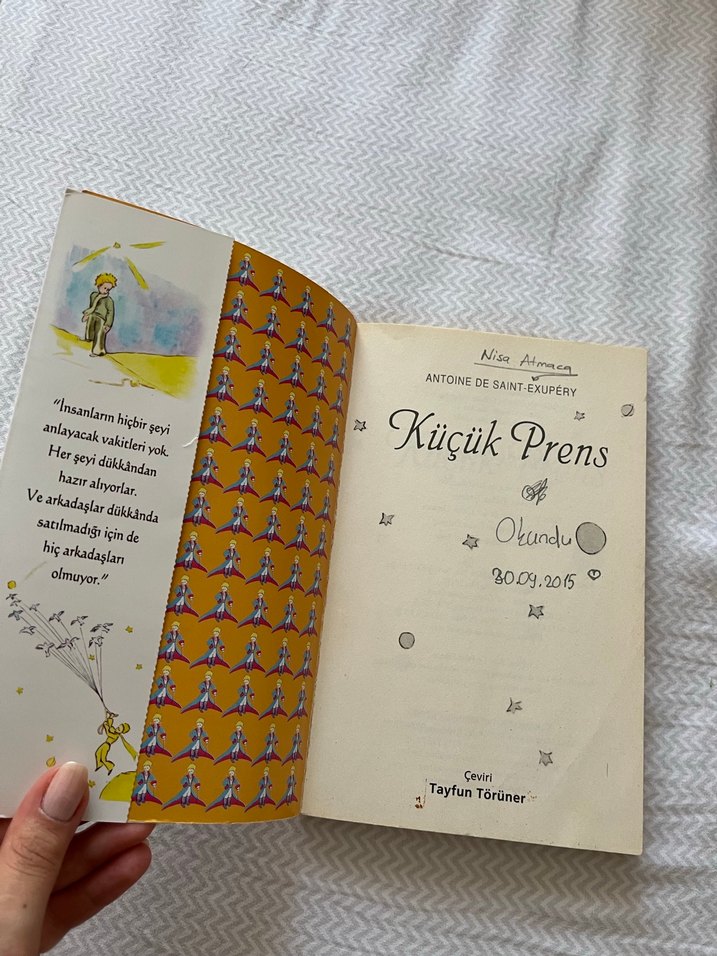 “İnsanların hiçbir şeyi
anlayacak vakitleri yok.
Her şeyi dükkândan
hazır alıyorlar.
Ve arkadaşlar dükkânda
satılmadığı için de
hiç arkadaşları
olmuyor.”
Nisa Atmaca
ANTOINE DE SAINT-EXUPÉRY
Küçük Prens
Okundu
30.09.2015
Çeviri
Tayfun Törüner